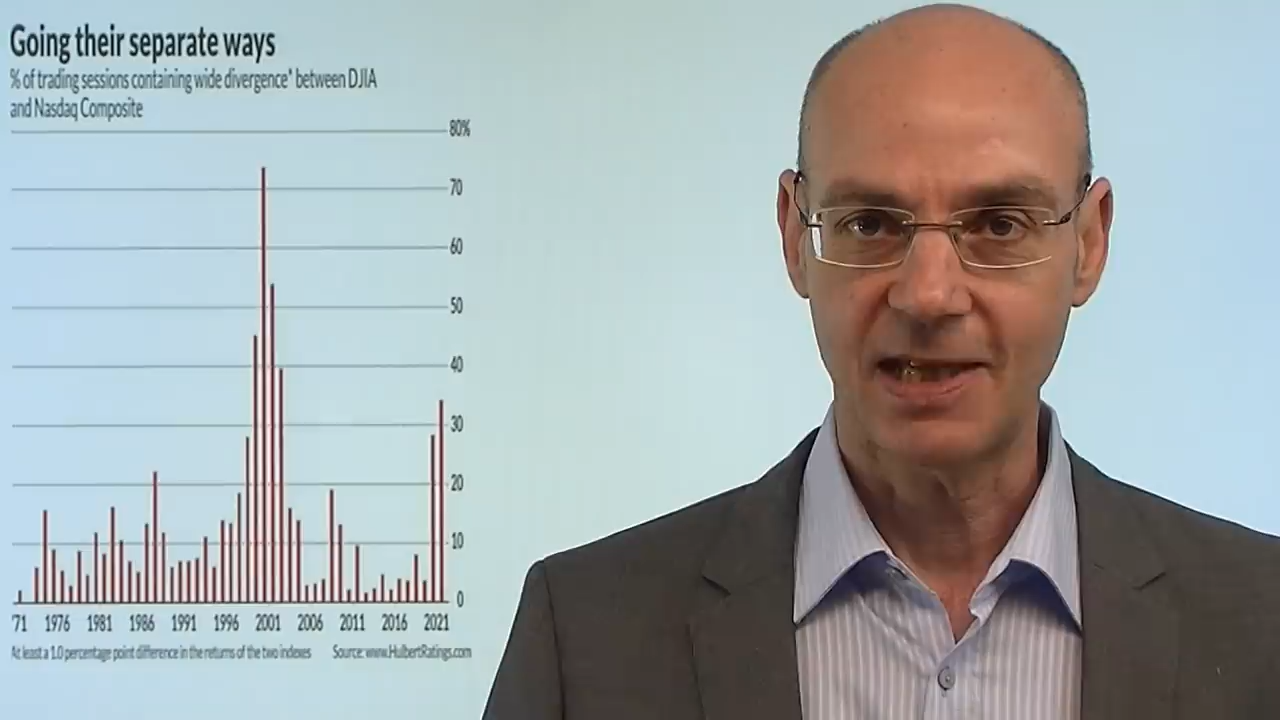 Going their separate ways
% of trading sessions containing wide divergence* between DJIA
and Nasdaq Composite
80%
70
60
50
40
30
20
10
0
'71 1976 1981 1986 1991 1996 2001 2006 2011 2016 2021
At least a 1.0 percentage point difference in the returns of the two indexes Source: www.HulbertRatings.com